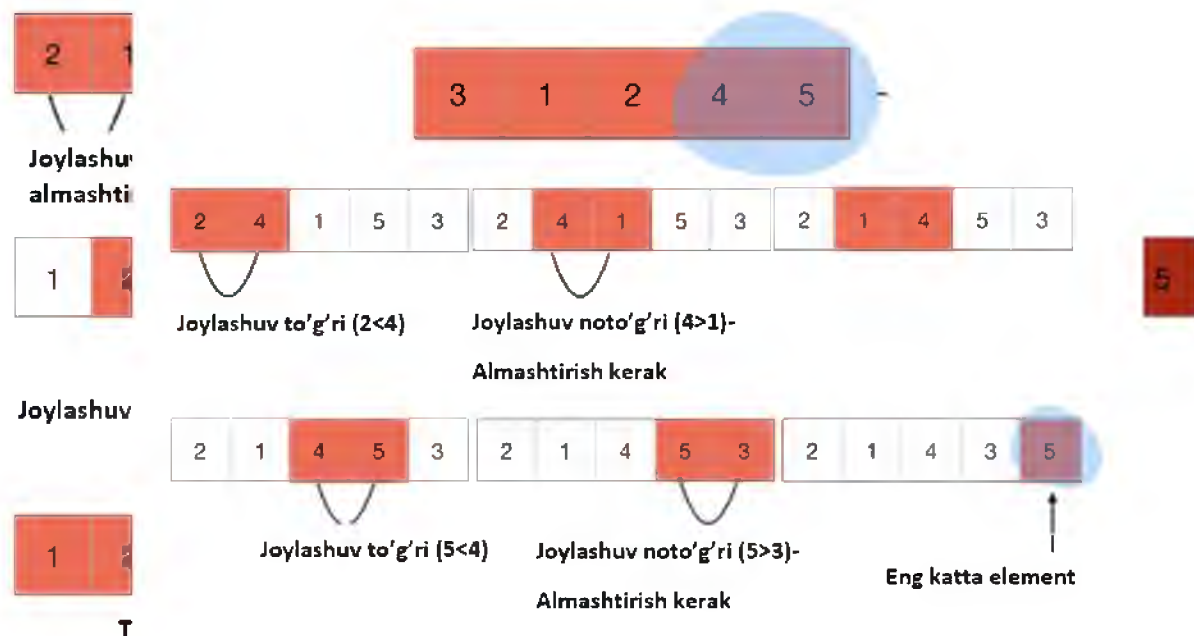 2 1
3 1 2 4 5
Joylashuv
almashti
2 4 1 5 3
2 4 1 5 3
2 1 4 5 3
1
5
Joylashuv to'g'ri (2<4)
Joylashuv noto'g'ri (4>1)-
Almashtirish kerak
Joylashuv
2 1 4 5 3
2 1 4 5 3
2 1 4 3 5
Joylashuv to'g'ri (5<4)
Joylashuv noto'g'ri (5>3)-
Almashtirish kerak
Eng katta element
1
T